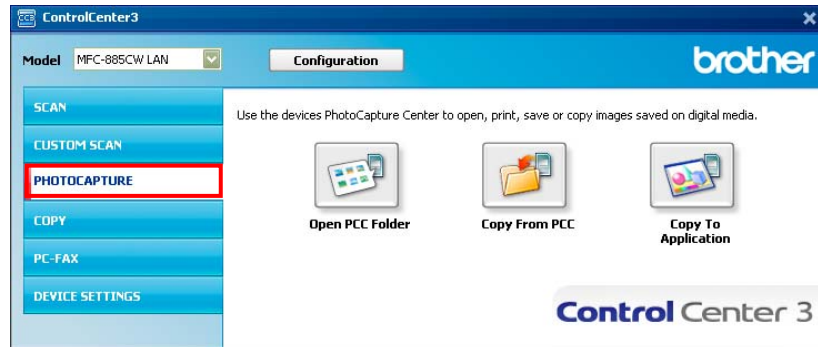 ControlCenter3
Model MFC-885CW LAN Configuration brother
SCAN
CUSTOM SCAN
PHOTOCAPTURE
COPY
PC-FAX
DEVICE SETTINGS
Use the devices PhotoCapture Center to open, print, save or copy images saved on digital media.
Open PCC Folder
Copy From PCC
Copy To
Application
Control Center 3